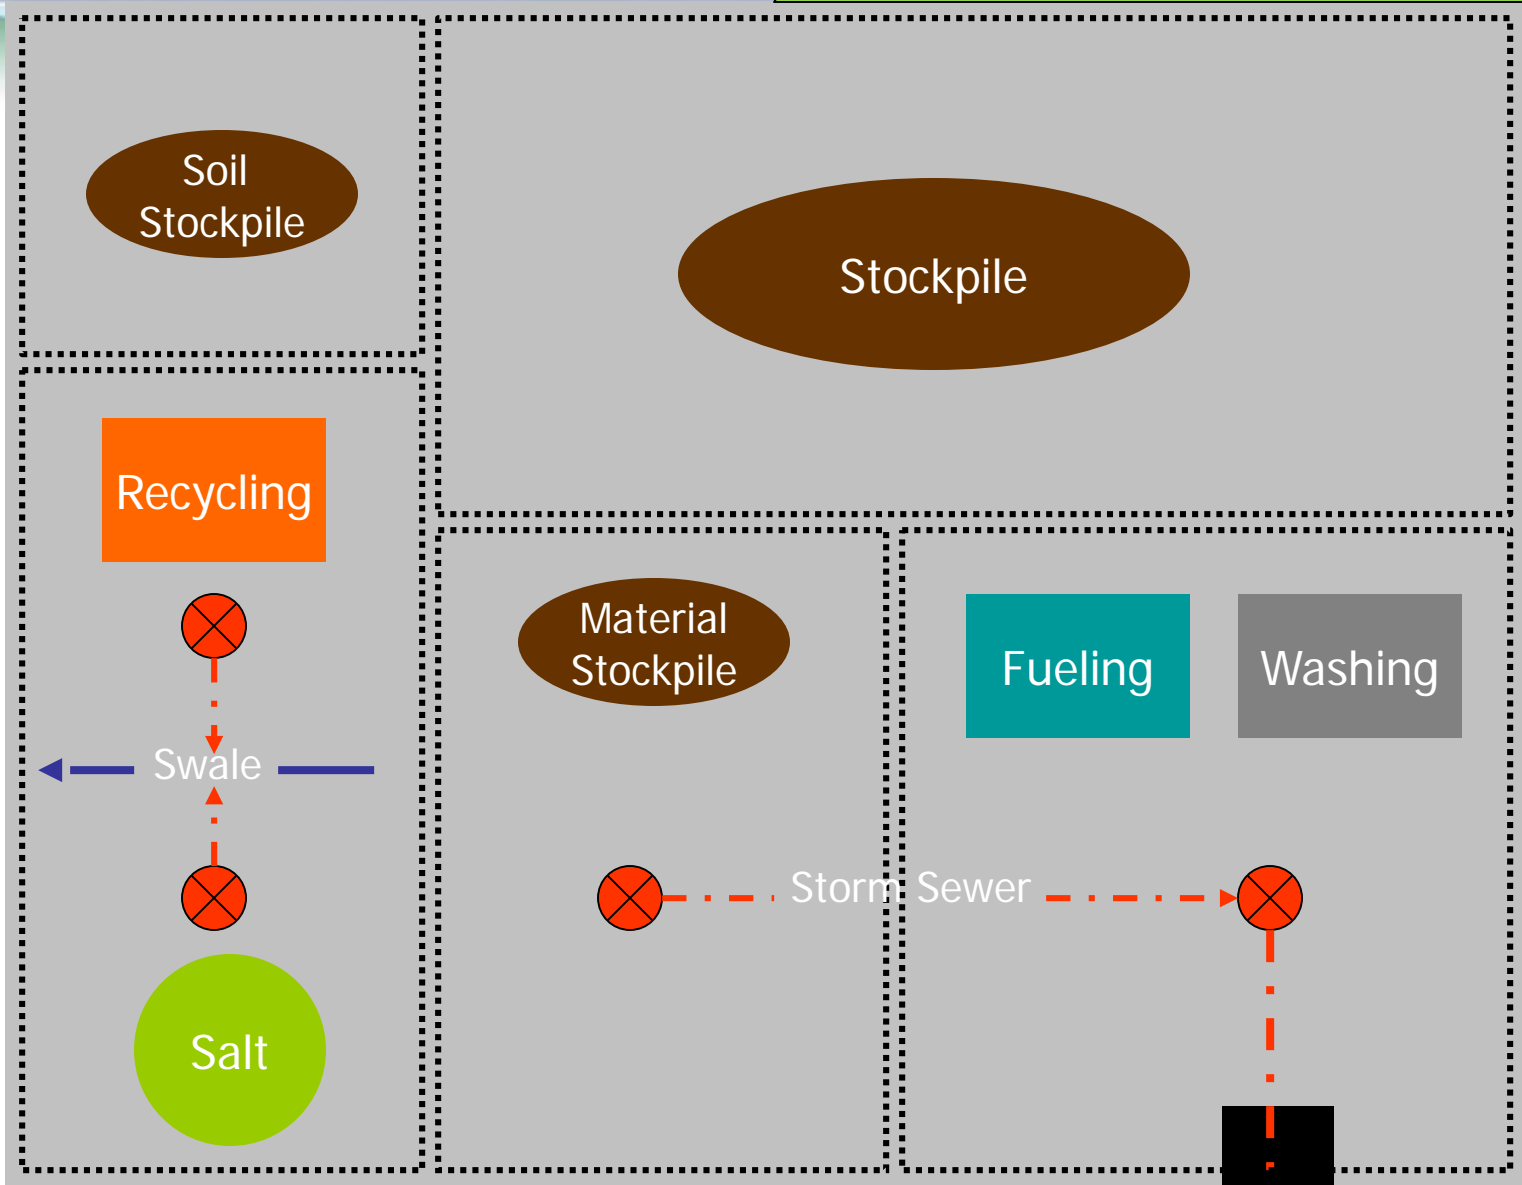 Soil
Stockpile
Stockpile
Recycling
Material
Stockpile
Fueling
Washing
Swale
Storm Sewer
Salt